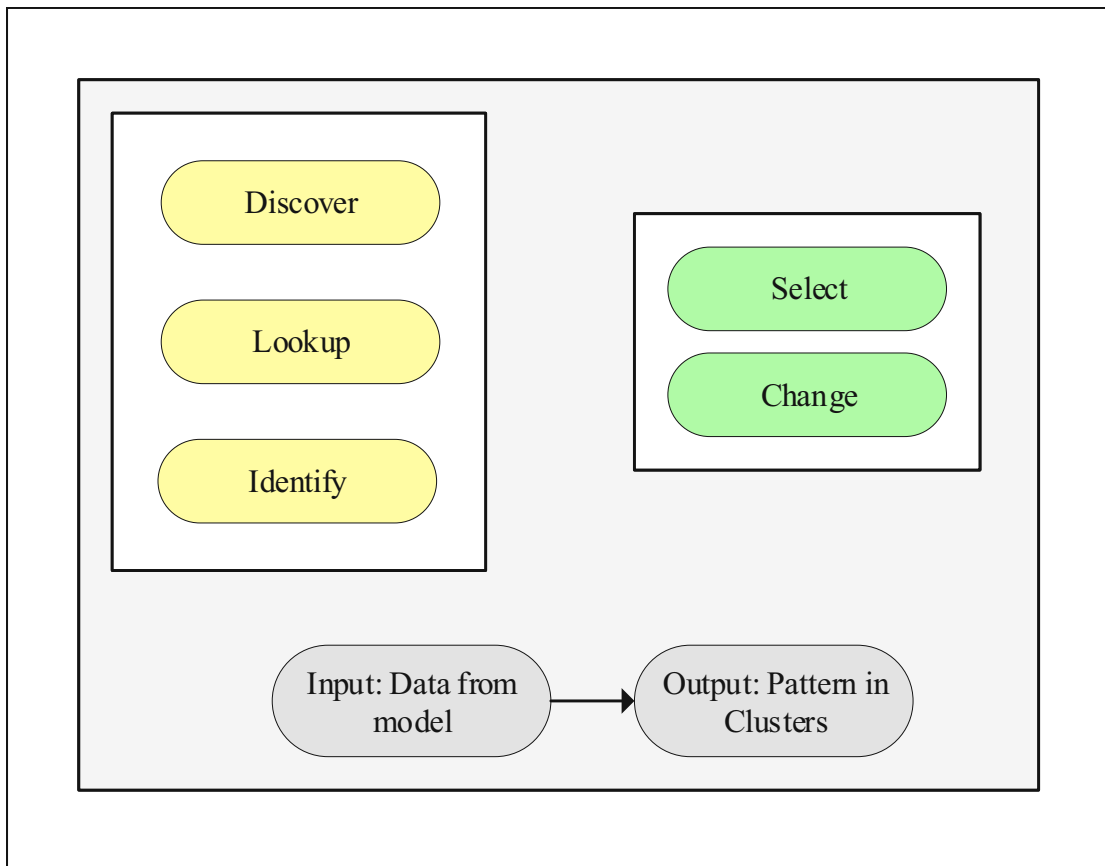 Discover
Lookup
Identify
Select
Change
Input: Data from
model
Output: Pattern in
Clusters